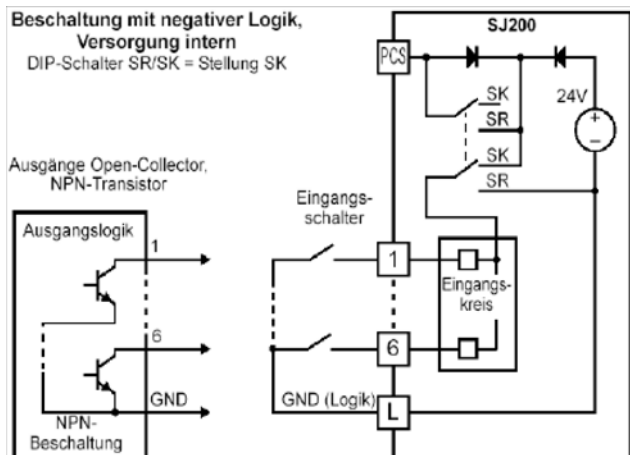 Beschaltung mit negativer Logik,
Versorgung intern
DIP-Schalter SR/SK = Stellung SK
SJ200
PCS
SK
SR
SK
SR
24V
+
−
Ausgänge Open-Collector,
NPN-Transistor
Ausgangslogik
1
6
GND
NPN-
Beschaltung
Eingangs-
schalter
1
6
GND (Logik)
L
Eingangs-
kreis